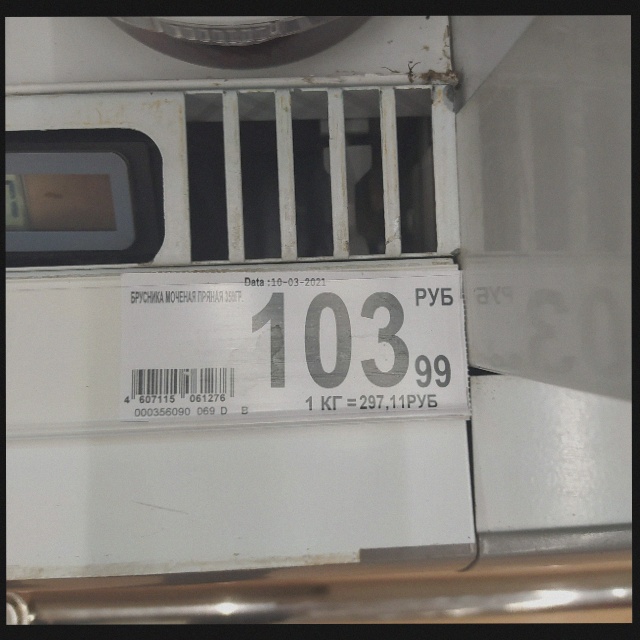 Data :10-03-2021
БРУСНИКА МОЧЕНАЯ ПРЯНАЯ 350ГР.
103 99 РУБ
1 КГ = 297,11РУБ
4 607115 061276
000356090 069 D B